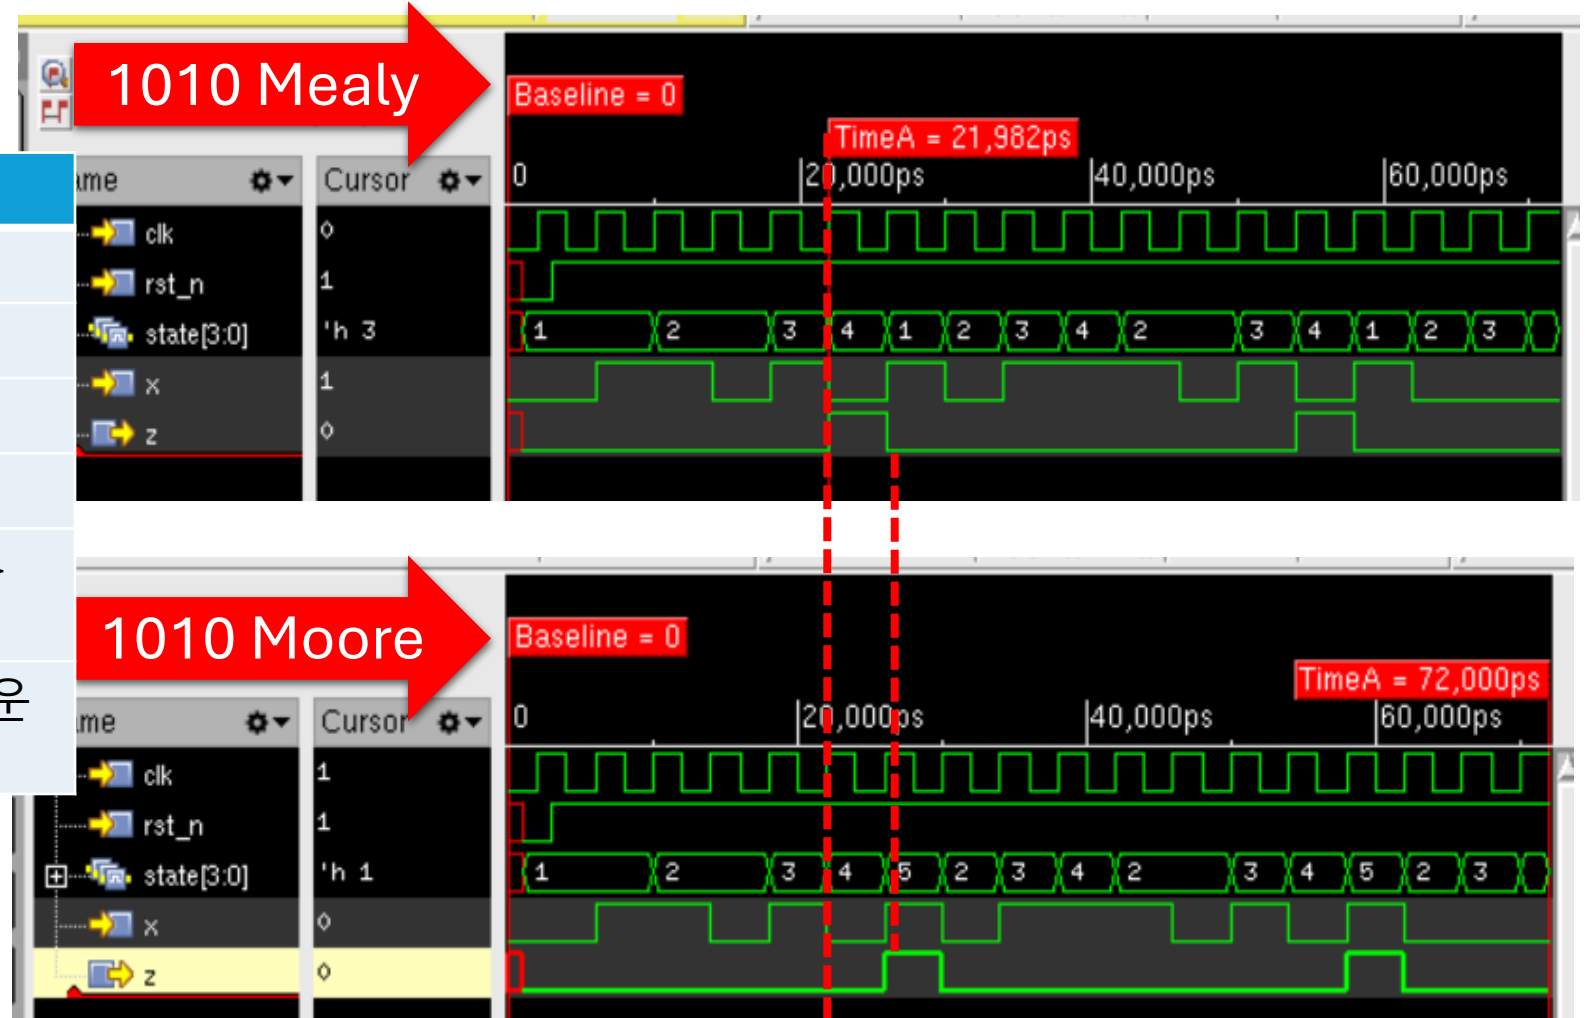 1010 Mealy
Baseline = 0
TimeA = 21,982ps
ame
Cursor
0
20,000ps
40,000ps
60,000ps
clk
0
rst_n
1
state[3:0]
'h 3
1
2
3
4
1
2
3
4
2
3
4
1
2
3
x
1
z
0
1010 Moore
Baseline = 0
TimeA = 72,000ps
운
me
Cursor
0
20,000ps
40,000ps
60,000ps
clk
1
rst_n
1
state[3:0]
'h 1
1
2
3
4
5
2
3
4
2
3
4
5
2
3
x
0
z
0